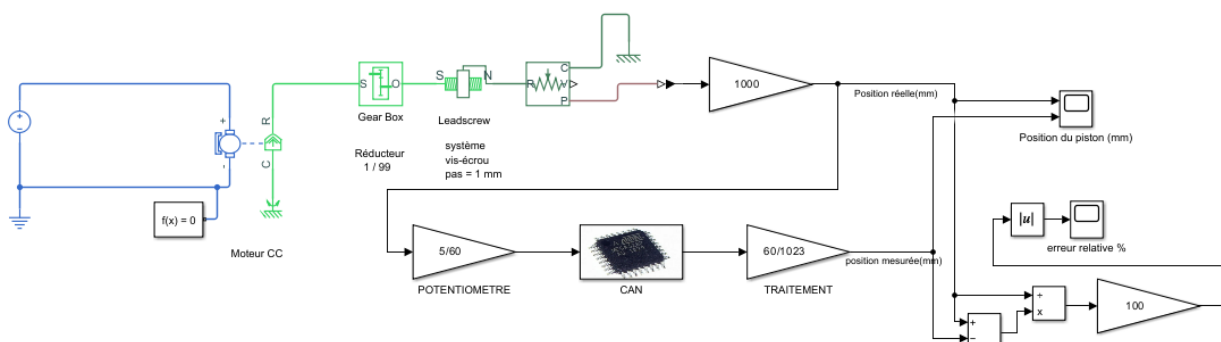 C
R
V
P
S
O
S
N
1000
Gear Box
Leadscrew
Réducteur
1 / 99
système
vis-écrou
pas = 1 mm
Position réelle(mm)
Position du piston (mm)
+
-
R
C
f(x) = 0
Moteur CC
5/60
POTENTIOMETRE
CAN
60/1023
TRAITEMENT
position mesurée(mm)
|u|
erreur relative %
÷
x
100
+
−